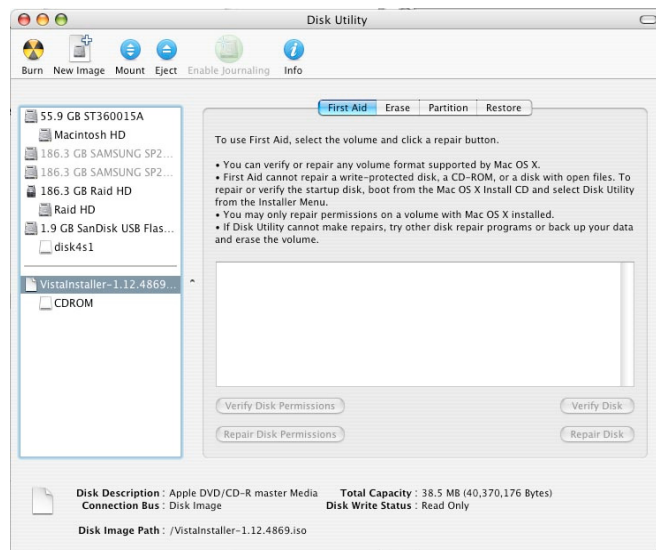 Disk Utility
Burn New Image Mount Eject Enable Journaling Info
First Aid Erase Partition Restore
55.9 GB ST360015A
Macintosh HD
186.3 GB SAMSUNG SP2...
186.3 GB SAMSUNG SP2...
186.3 GB Raid HD
Raid HD
1.9 GB SanDisk USB Flas...
disk4s1
VistaInstaller-1.12.4869...
CDROM
To use First Aid, select the volume and click a repair button.
• You can verify or repair any volume format supported by Mac OS X.
• First Aid cannot repair a write-protected disk, a CD-ROM, or a disk with open files. To
repair or verify the startup disk, boot from the Mac OS X Install CD and select Disk Utility
from the Installer Menu.
• You may only repair permissions on a volume with Mac OS X installed.
• If Disk Utility cannot make repairs, try other disk repair programs or back up your data
and erase the volume.
Verify Disk Permissions Verify Disk
Repair Disk Permissions Repair Disk
Disk Description : Apple DVD/CD-R master Media Total Capacity : 38.5 MB (40,370,176 Bytes)
Connection Bus : Disk Image Disk Write Status : Read Only
Disk Image Path : /VistaInstaller-1.12.4869.iso